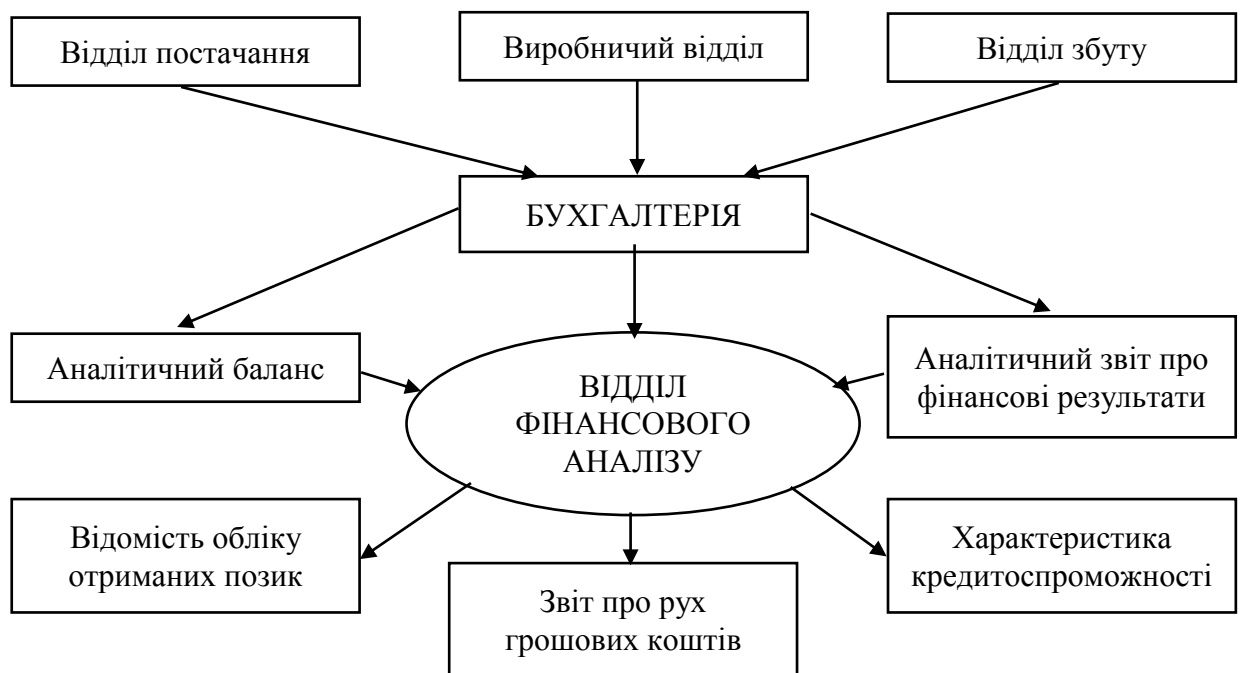 Відділ постачання
Виробничий відділ
Відділ збуту
БУХГАЛТЕРІЯ
Аналітичний баланс
ВІДДІЛ
ФІНАНСОВОГО
АНАЛІЗУ
Аналітичний звіт про
фінансові результати
Відомість обліку
отриманих позик
Звіт про рух
грошових коштів
Характеристика
кредитоспроможності